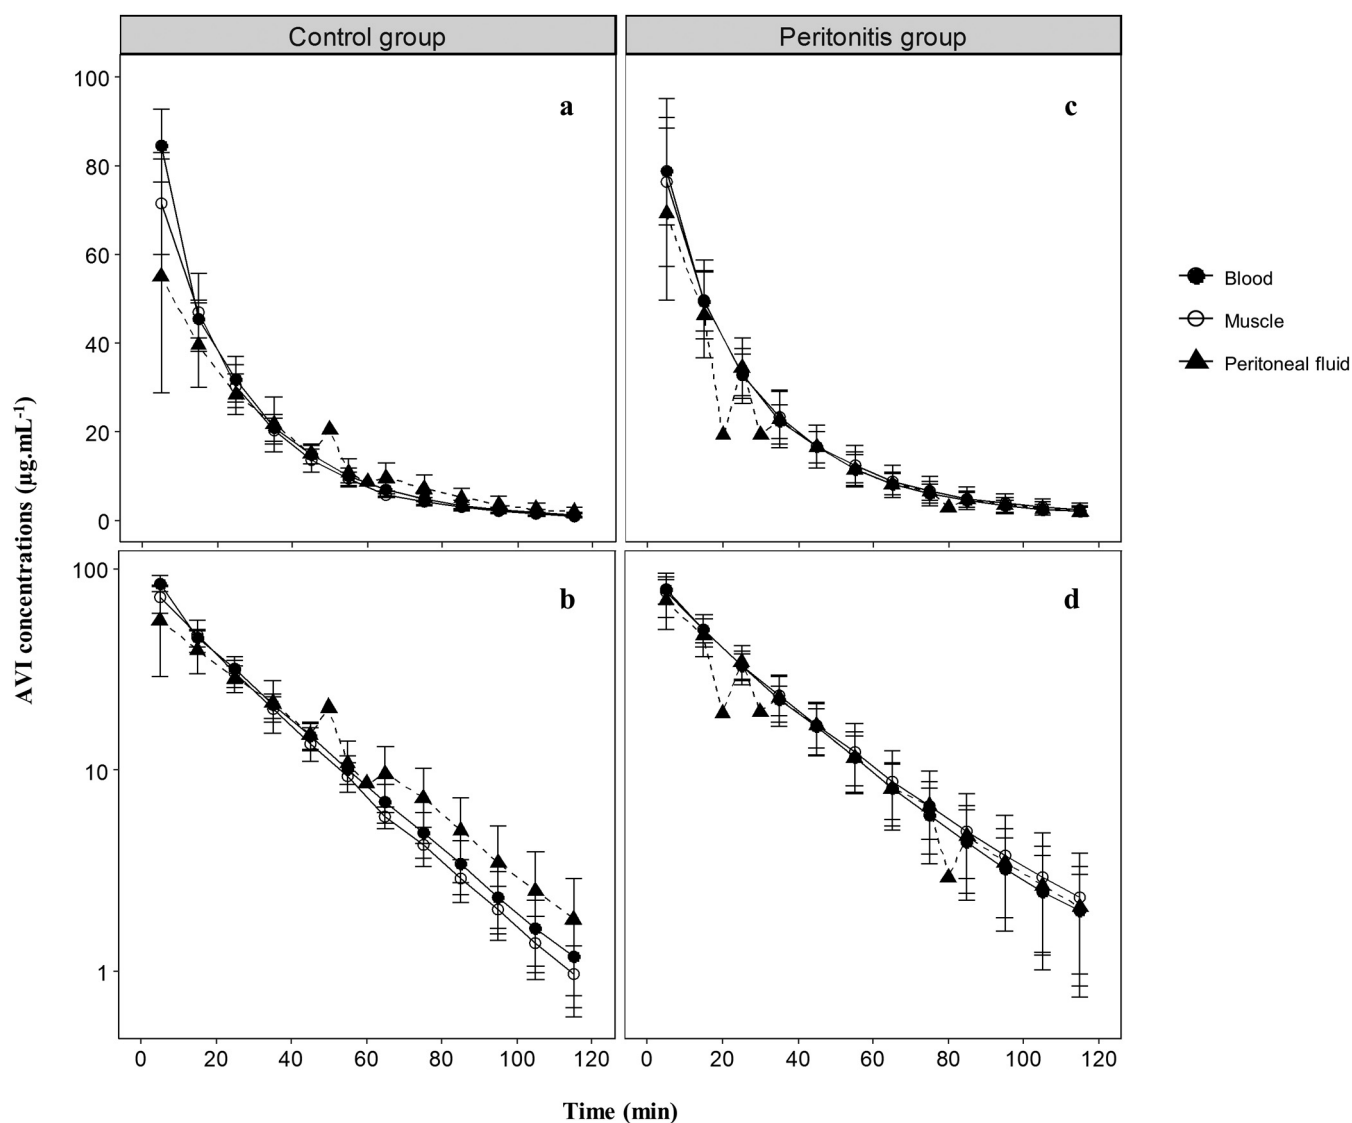 Control group
Peritonitis group
100
80
60
40
20
0
a
c
Blood
Muscle
Peritoneal fluid
AVI concentrations (µg.mL⁻¹)
100
10
1
b
d
0 20 40 60 80 100 120
0 20 40 60 80 100 120
Time (min)